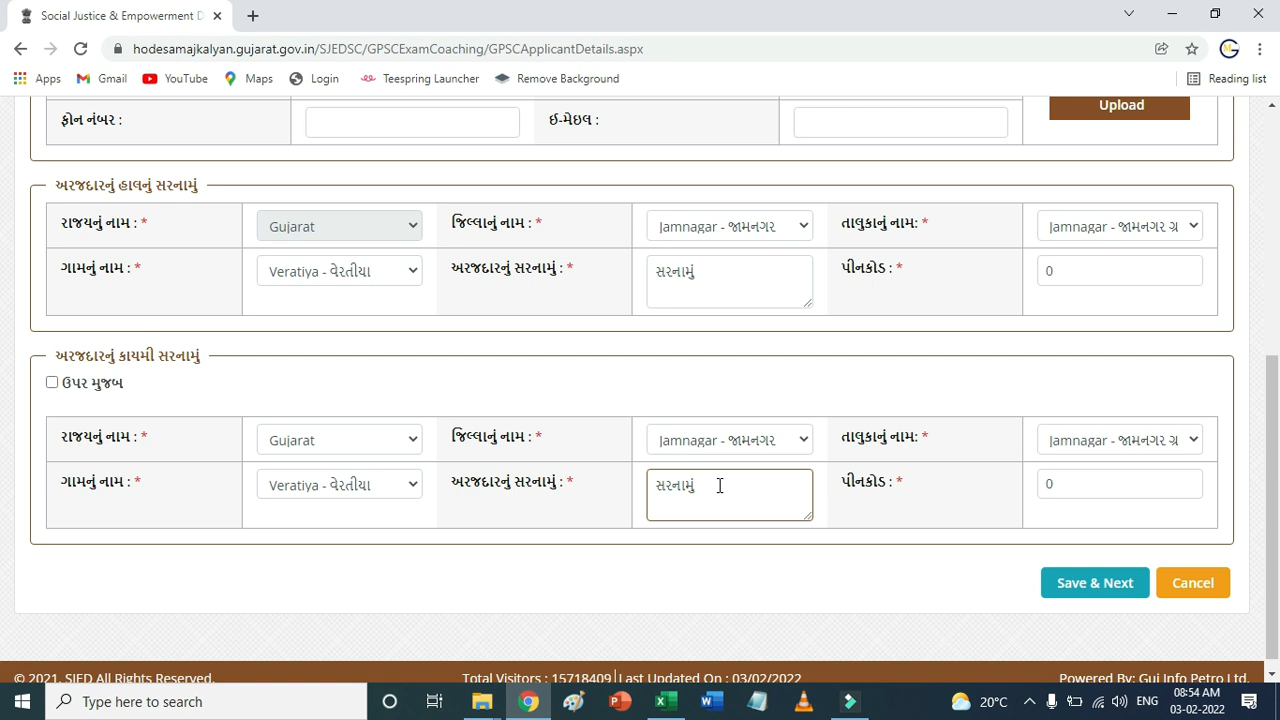 Social Justice & Empowerment D
hodesamajkalyan.gujarat.gov.in/SJEDSC/GPSCExamCoaching/GPSCApplicantDetails.aspx
Apps Gmail YouTube Maps Login Teespring Launcher Remove Background Reading list
ફોન નંબર : ઈ-મેઇલ : Upload
અરજદારનું હાલનું સરનામું
રાજયનું નામ : * Gujarat જિલ્લાનું નામ : * Jamnagar - જામનગર તાલુકાનું નામ: * Jamnagar - જામનગર ગ્ર
ગામનું નામ : * Veratiya - વેરતીયા અરજદારનું સરનામું : * સરનામું પીનકોડ : * 0
અરજદારનું કાયમી સરનામું
ઉપર મુજબ
રાજયનું નામ : * Gujarat જિલ્લાનું નામ : * Jamnagar - જામનગર તાલુકાનું નામ: * Jamnagar - જામનગર ગ્ર
ગામનું નામ : * Veratiya - વેરતીયા અરજદારનું સરનામું : * સરનામું પીનકોડ : * 0
Save & Next Cancel
© 2021, SJED All Rights Reserved. Total Visitors : 15718409 | Last Updated On : 03/02/2022 Powered By: Guj Info Petro Ltd.
Type here to search 20°C ENG 08:54 AM
03-02-2022